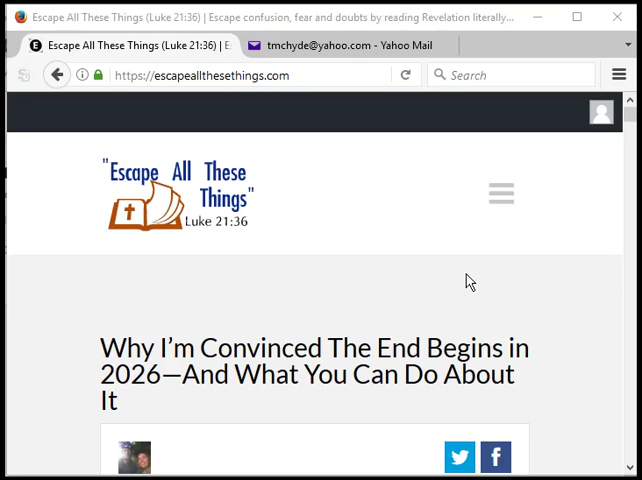 Escape All These Things (Luke 21:36) | Escape confusion, fear and doubts by reading Revelation literally...
Escape All These Things (Luke 21:36) | E
tmchyde@yahoo.com - Yahoo Mail
https://escapeallthesethings.com
Search
"Escape All These
Things"
Luke 21:36
Why I'm Convinced The End Begins in
2026—And What You Can Do About
It